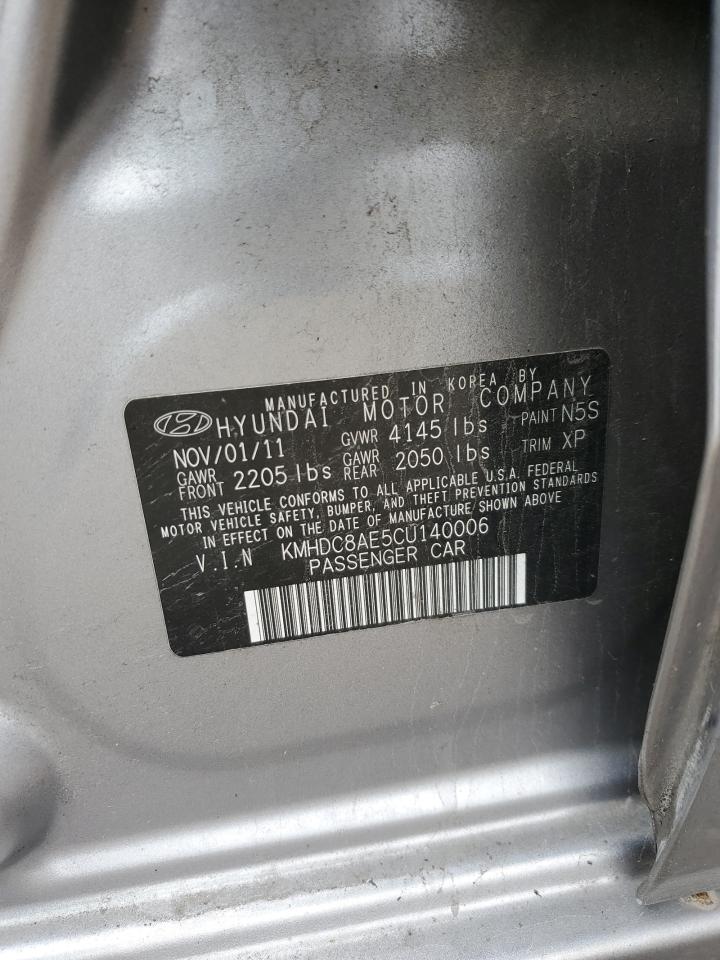 MANUFACTURED IN KOREA BY
HYUNDAI MOTOR COMPANY
NOV/01/11 GVWR 4145 lbs PAINT N5S
GAWR FRONT 2205 lbs GAWR REAR 2050 lbs TRIM XP
THIS VEHICLE CONFORMS TO ALL APPLICABLE U.S.A. FEDERAL
MOTOR VEHICLE SAFETY, BUMPER, AND THEFT PREVENTION STANDARDS
IN EFFECT ON THE DATE OF MANUFACTURE SHOWN ABOVE
V.I.N KMHDC8AE5CU140006
PASSENGER CAR